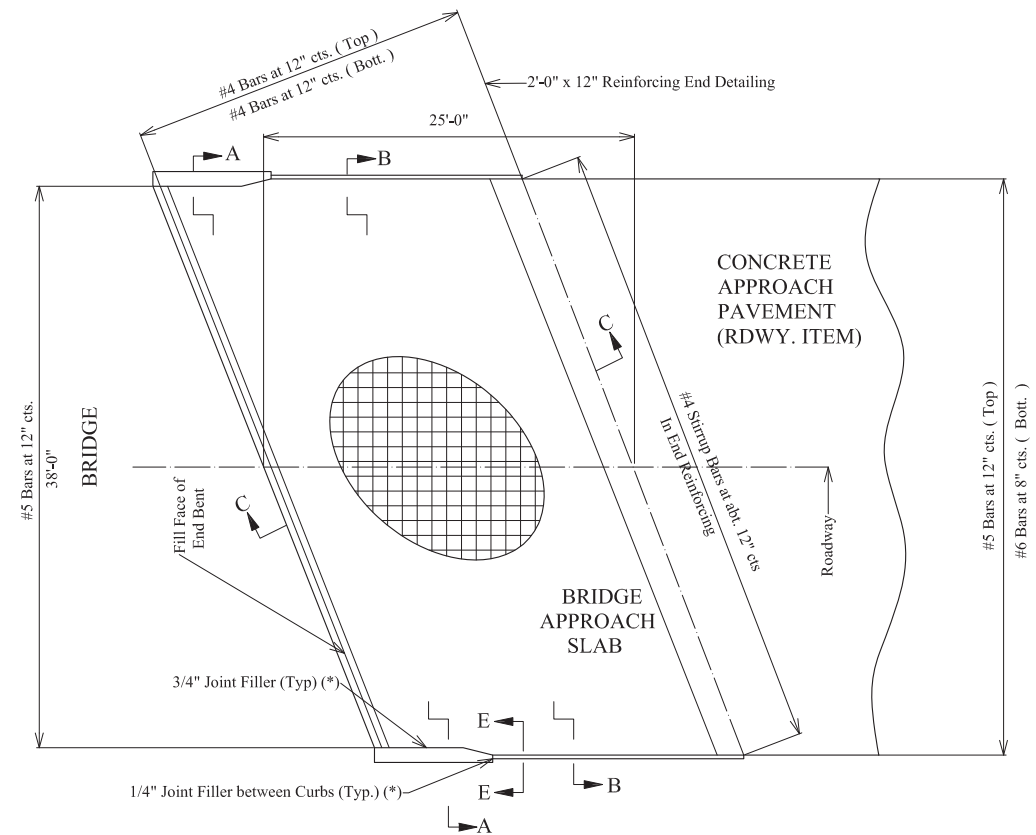 #4 Bars at 12" cts. ( Top )
#4 Bars at 12" cts. ( Bott. )
2'-0" x 12" Reinforcing End Detailing
25'-0"
A
B
CONCRETE
APPROACH
PAVEMENT
(RDWY. ITEM)
C
#5 Bars at 12" cts.
38'-0"
BRIDGE
C
Fill Face of
End Bent
#4 Stirrup Bars at abt. 12" cts
In End Reinforcing
Roadway
#5 Bars at 12" cts. ( Top )
#6 Bars at 8" cts. ( Bott. )
BRIDGE
APPROACH
SLAB
3/4" Joint Filler (Typ) (*)
E
B
1/4" Joint Filler between Curbs (Typ.) (*)
E
A